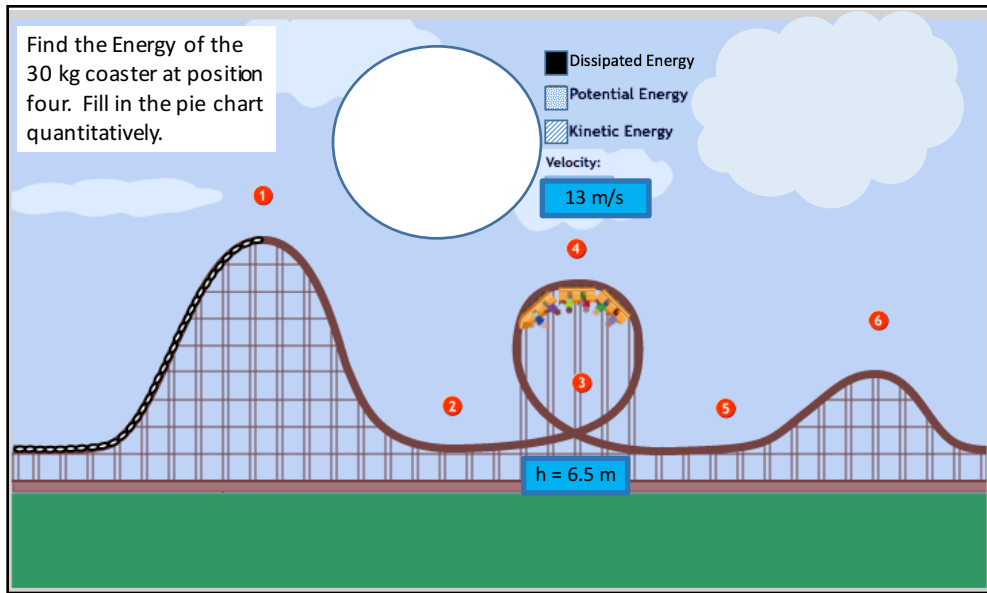 Find the Energy of the
30 kg coaster at position
four. Fill in the pie chart
quantitatively.
Dissipated Energy
Potential Energy
Kinetic Energy
Velocity:
13 m/s
1
4
6
3
2
5
h = 6.5 m